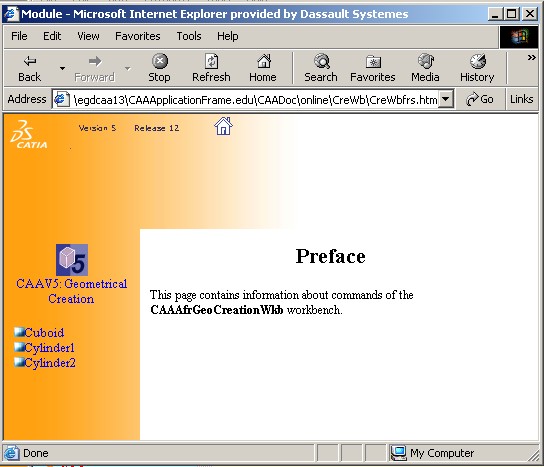 Module - Microsoft Internet Explorer provided by Dassault Systemes
File Edit View Favorites Tools Help
Back Forward Stop Refresh Home Search Favorites Media History »
Address \egdcaa13\CAAApplicationFrame.edu\CAADoc\online\CreWb\CreWbfrs.htm Go Links
Version 5 Release 12
CATIA
Preface
5
CAAV5: Geometrical
Creation
This page contains information about commands of the
CAAAfrGeoCreationWkb workbench.
Cuboid
Cylinder1
Cylinder2
Done My Computer